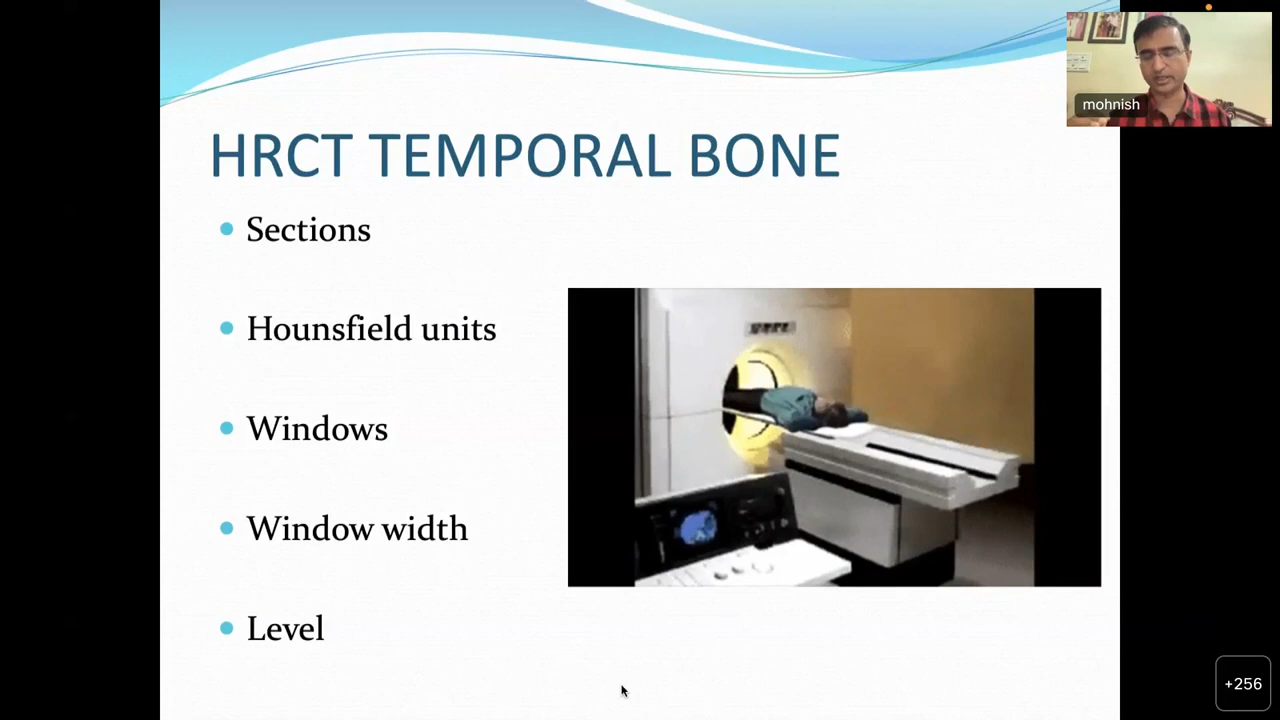 HRCT TEMPORAL BONE
mohnish
• Sections
• Hounsfield units
• Windows
• Window width
• Level
+256